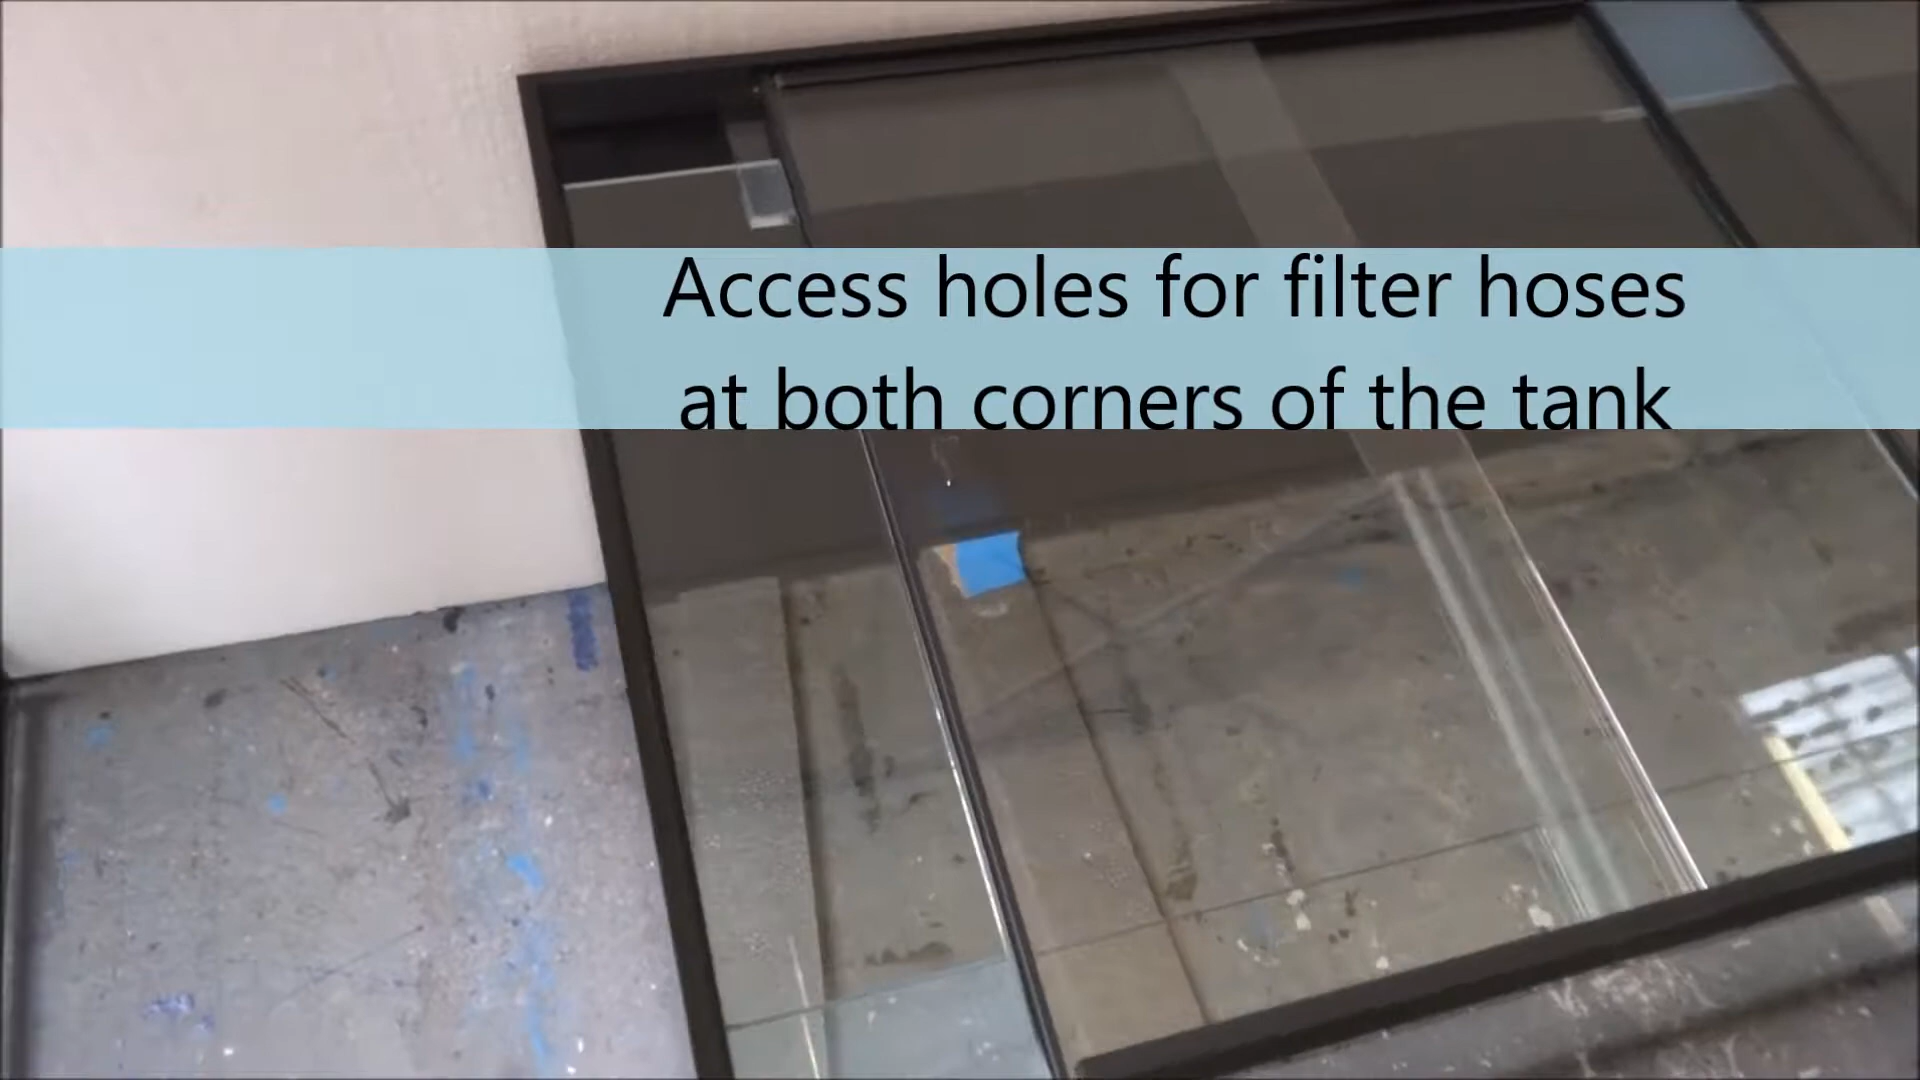 Access holes for filter hoses
at both corners of the tank